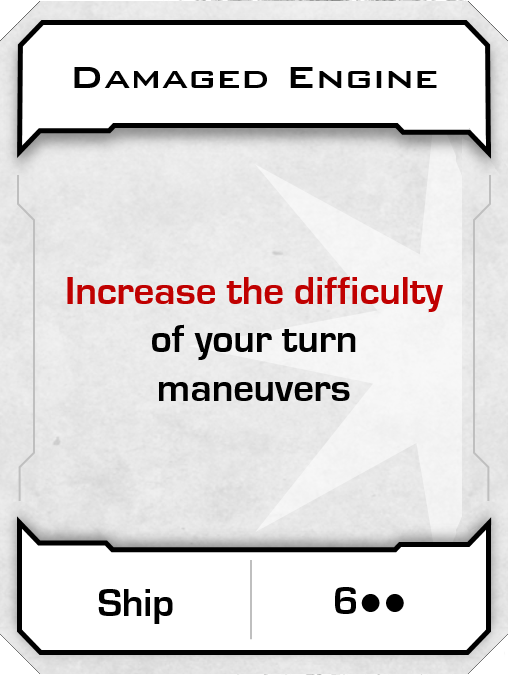 Damaged Engine
Increase the difficulty
of your turn
maneuvers
Ship
6●●